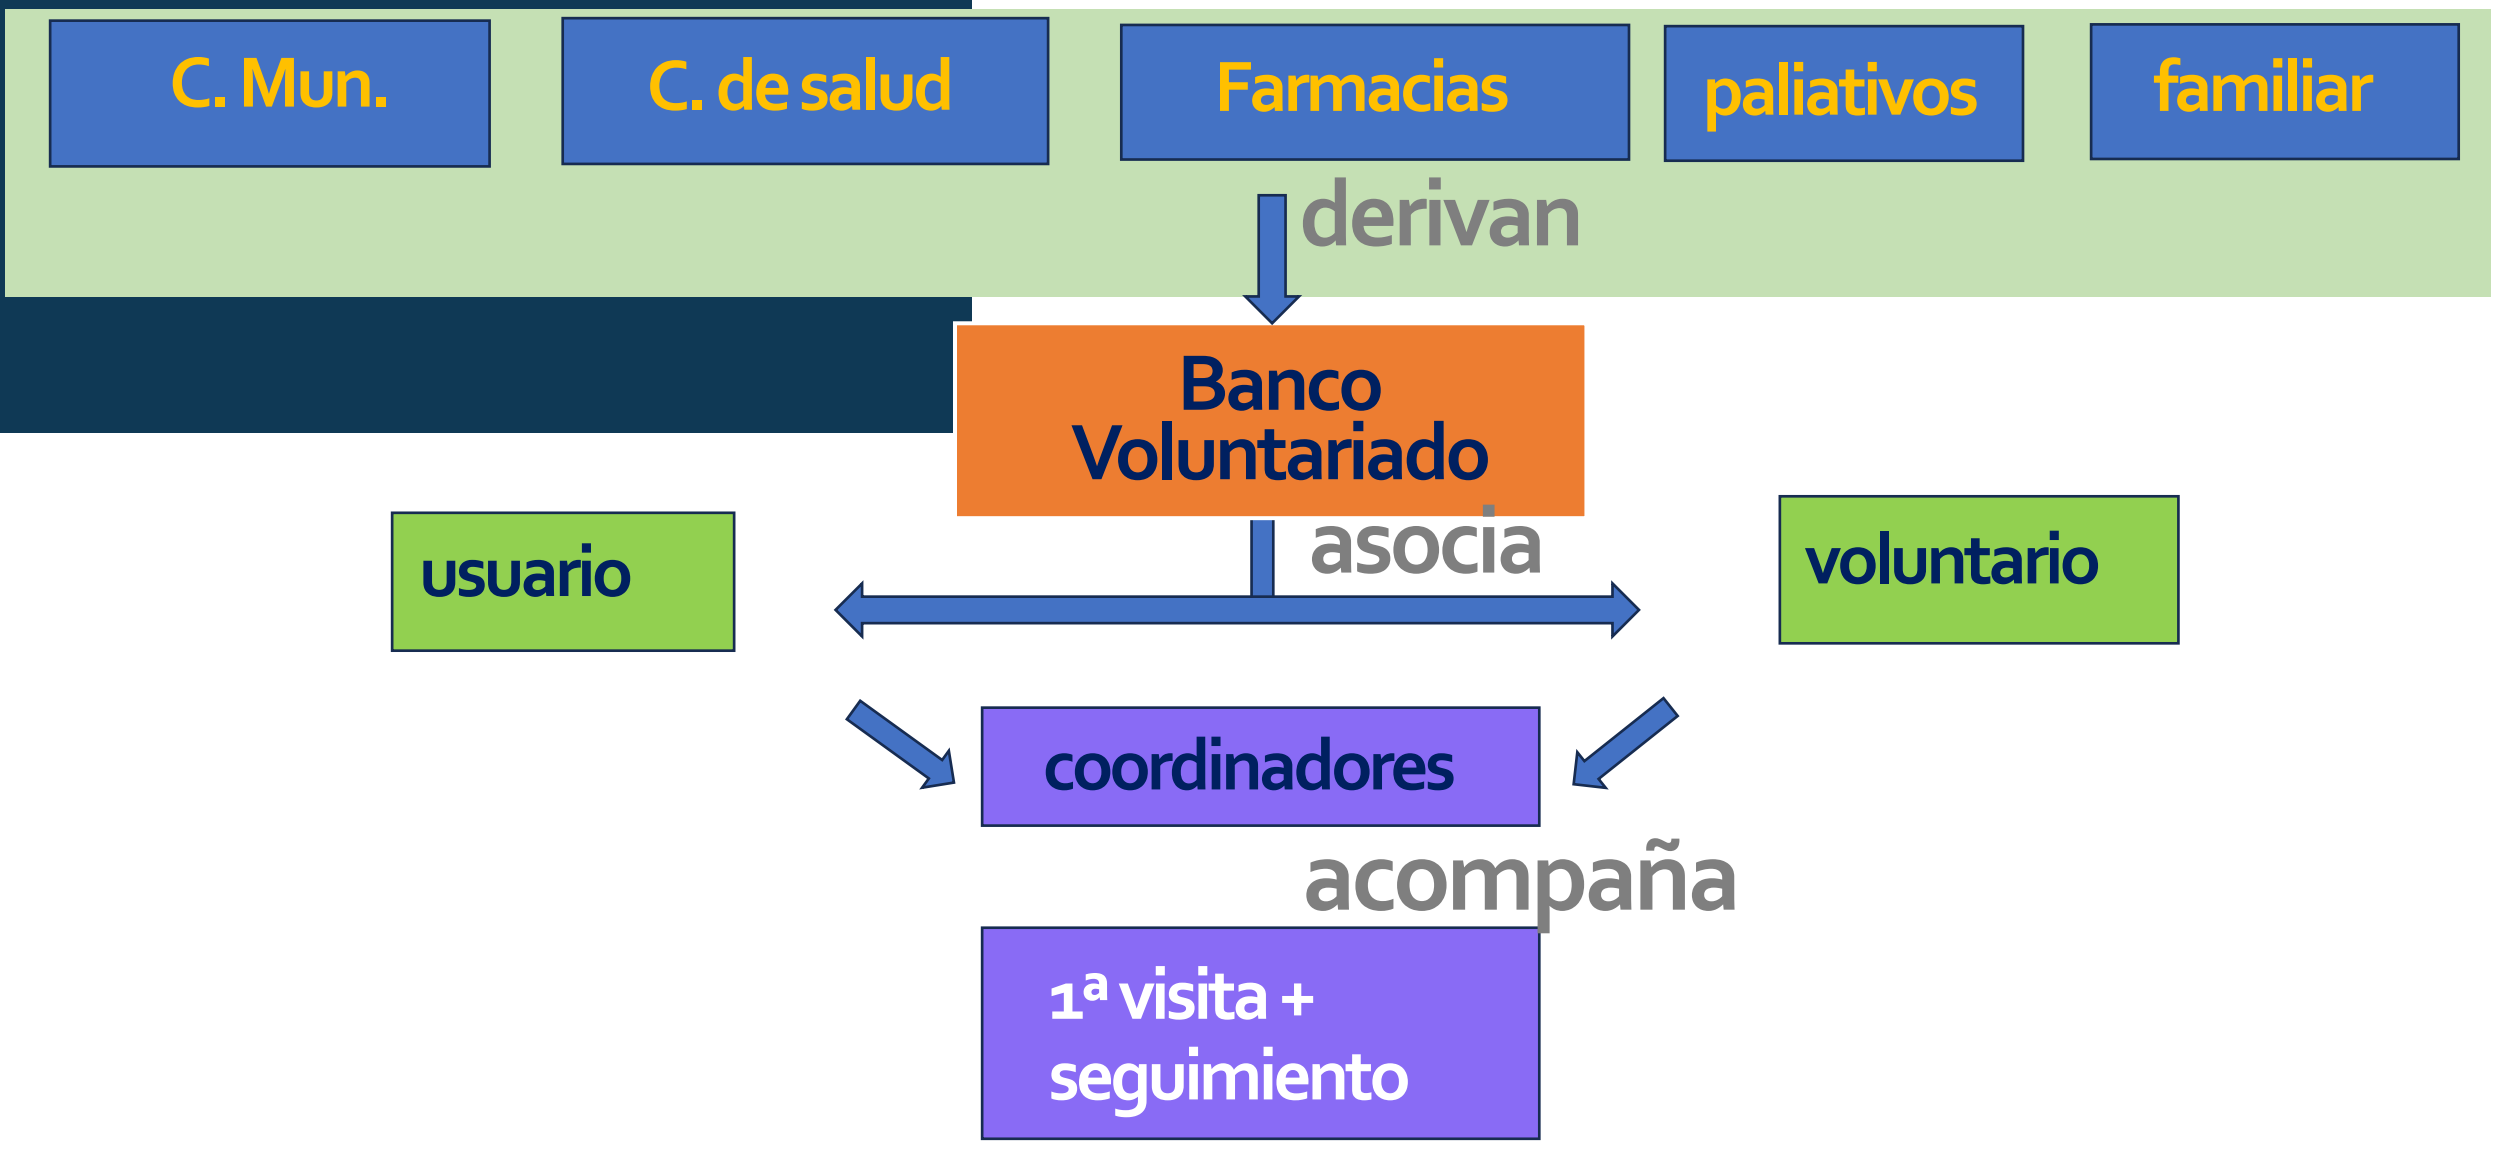 C. Mun.
C. de salud
Farmacias
paliativos
familiar
derivan
Banco
Voluntariado
asocia
usuario
voluntario
coordinadores
acompaña
1ª visita +
seguimiento